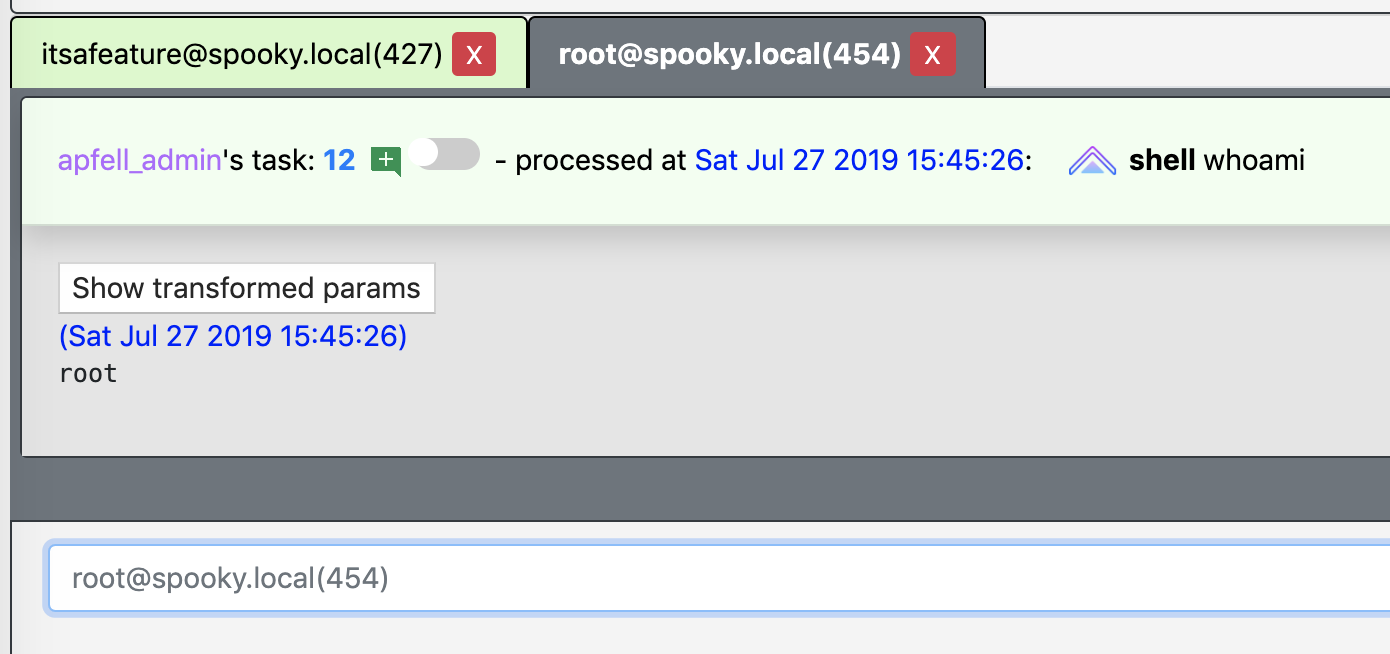 itsafeature@spooky.local(427) X root@spooky.local(454) X
apfell_admin's task: 12 - processed at Sat Jul 27 2019 15:45:26: shell whoami
Show transformed params
(Sat Jul 27 2019 15:45:26)
root
root@spooky.local(454)